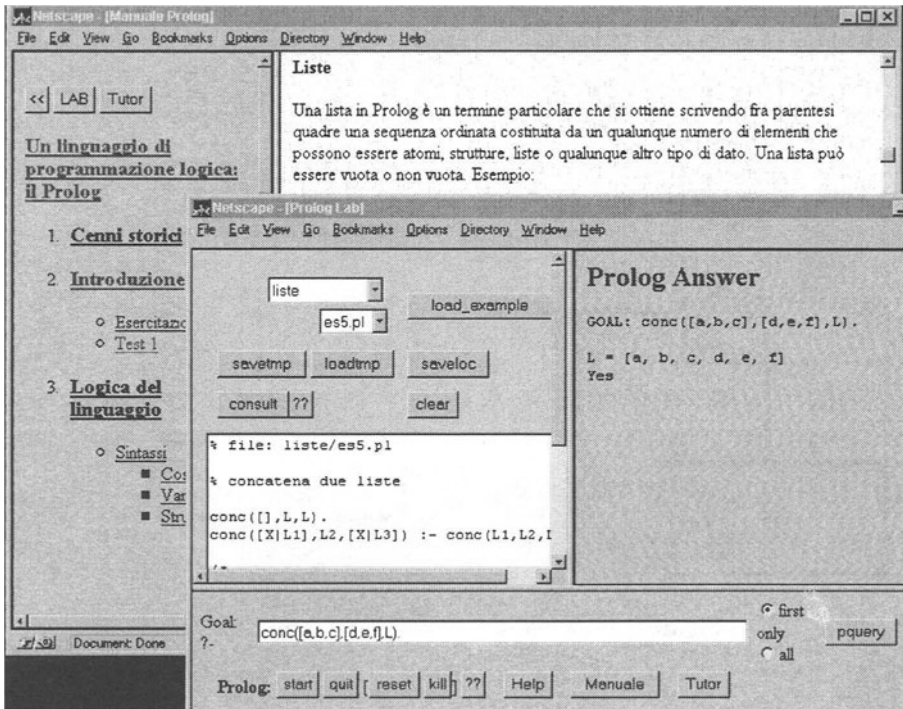 Netscape - [Manuale Prolog]
File Edit View Go Bookmarks Options Directory Window Help
<< LAB Tutor
Un linguaggio di
programmazione logica:
il Prolog
1. Cenni storici
2. Introduzione
o Esercitazio
o Test 1
3. Logica del
linguaggio
o Sintassi
■ Cos
■ Var
■ Stru
Document: Done
Liste
Una lista in Prolog è un termine particolare che si ottiene scrivendo fra parentesi
quadre una sequenza ordinata costituita da un qualunque numero di elementi che
possono essere atomi, strutture, liste o qualunque altro tipo di dato. Una lista può
essere vuota o non vuota. Esempio:
Netscape - [Prolog Lab]
File Edit View Go Bookmarks Options Directory Window Help
liste
load_example
es5.pl
savetmp loadtmp saveloc
consult ?? clear
% file: liste/es5.pl
% concatena due liste
conc([],L,L).
conc([X|L1],L2,[X|L3]) :- conc(L1,L2,L
Prolog Answer
GOAL: conc([a,b,c],[d,e,f],L).
L = [a, b, c, d, e, f]
Yes
Goal:
?- conc([a,b,c],[d,e,f],L).
first
only
all
pquery
Prolog: start quit [ reset kill ] ?? Help Manuale Tutor